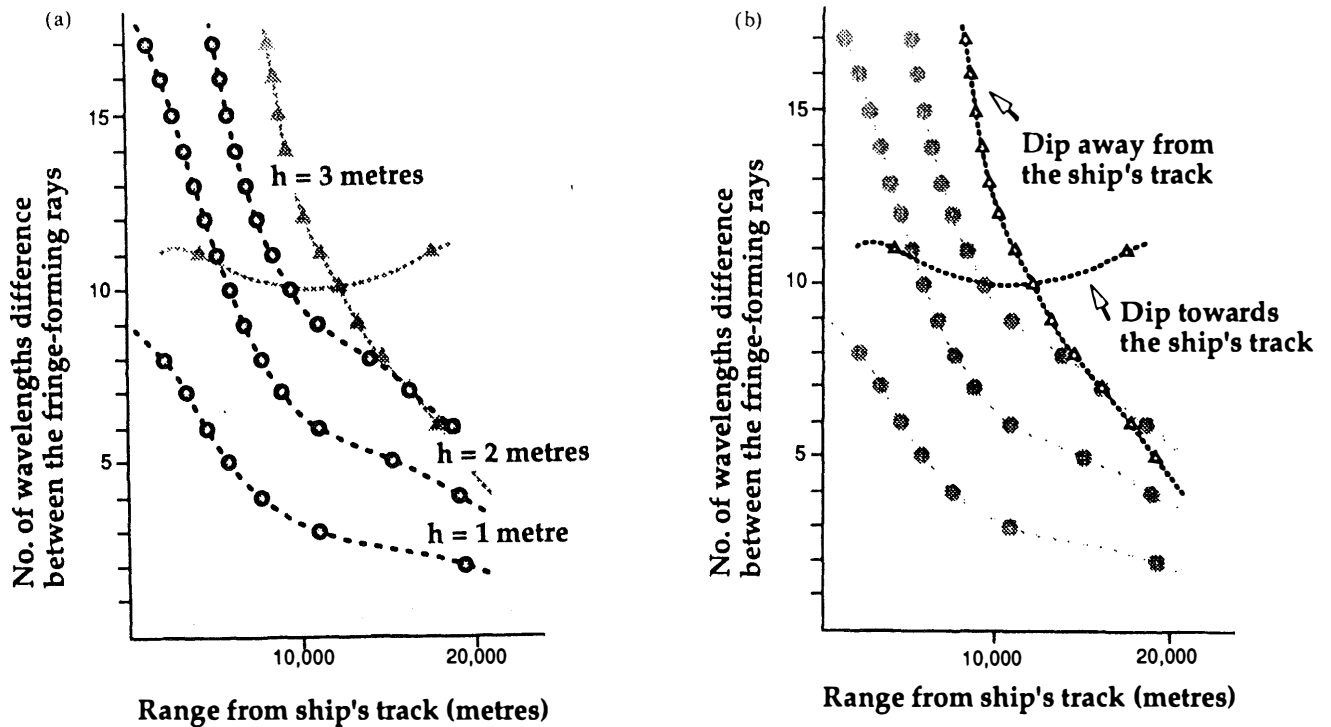 (a)
No. of wavelengths difference
between the fringe-forming rays
15
10
5
h = 3 metres
h = 2 metres
h = 1 metre
10,000
20,000
Range from ship's track (metres)
(b)
No. of wavelengths difference
between the fringe-forming rays
15
10
5
Dip away from
the ship's track
Dip towards
the ship's track
10,000
20,000
Range from ship's track (metres)